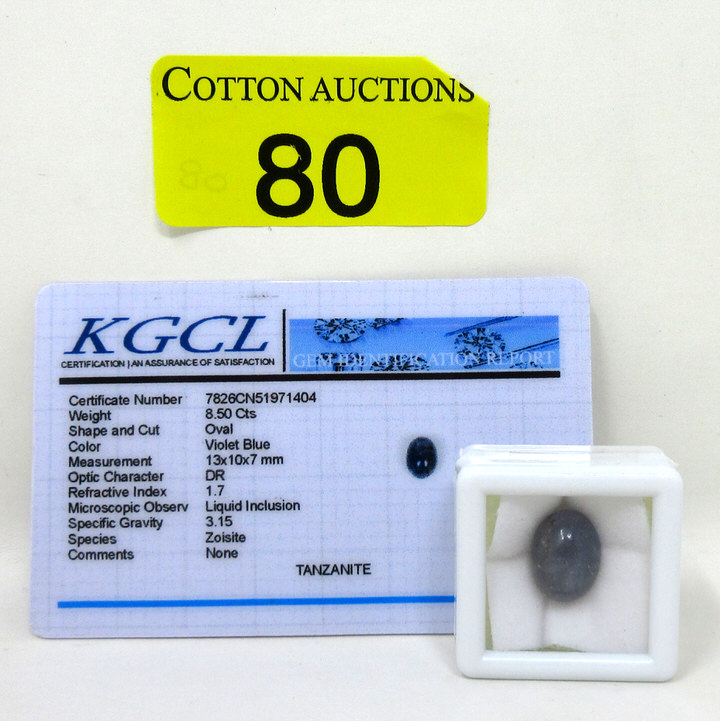 COTTON AUCTIONS
80
KGCL
CERTIFICATION | AN ASSURANCE OF SATISFACTION
GEM IDENTIFICATION REPORT
Certificate Number 7826CN51971404
Weight 8.50 Cts
Shape and Cut Oval
Color Violet Blue
Measurement 13x10x7 mm
Optic Character DR
Refractive Index 1.7
Microscopic Observ Liquid Inclusion
Specific Gravity 3.15
Species Zoisite
Comments None
TANZANITE